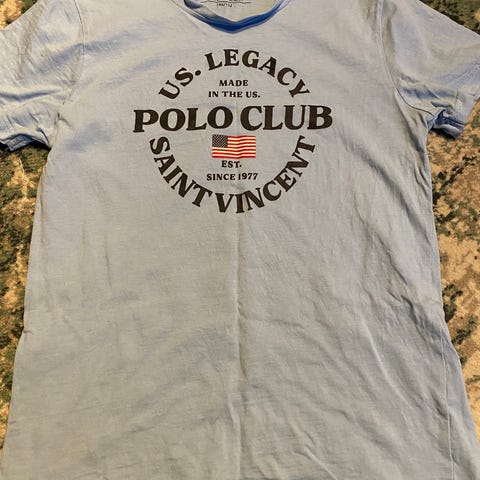 US. LEGACY
MADE
IN THE US.
POLO CLUB
EST.
SINCE 1977
SAINT VINCENT